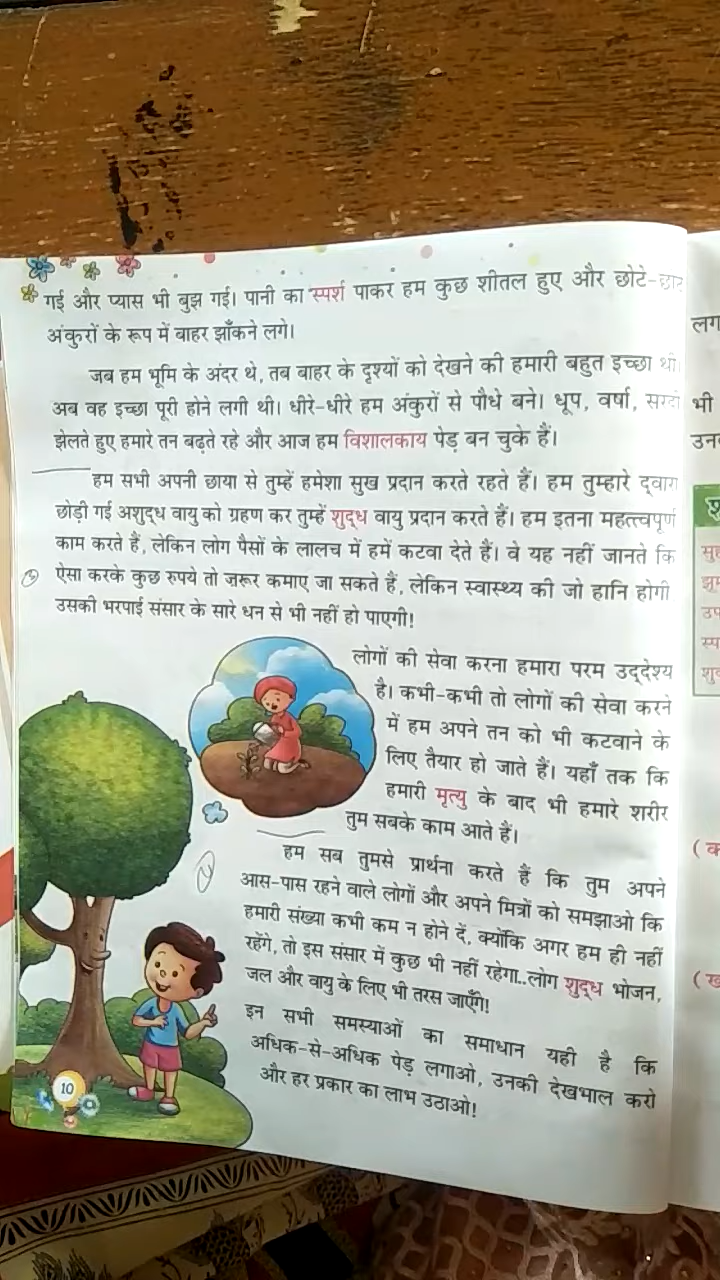 गई और प्यास भी बुझ गई। पानी का स्पर्श पाकर हम कुछ शीतल हुए और छोटे-छोटे
अंकुरों के रूप में बाहर झाँकने लगे।
जब हम भूमि के अंदर थे, तब बाहर के दृश्यों को देखने की हमारी बहुत इच्छा थी।
अब वह इच्छा पूरी होने लगी थी। धीरे-धीरे हम अंकुरों से पौधे बने। धूप, वर्षा, सरदी
झेलते हुए हमारे तन बढ़ते रहे और आज हम विशालकाय पेड़ बन चुके हैं।
हम सभी अपनी छाया से तुम्हें हमेशा सुख प्रदान करते रहते हैं। हम तुम्हारे द्वारा
छोड़ी गई अशुद्ध वायु को ग्रहण कर तुम्हें शुद्ध वायु प्रदान करते हैं। हम इतना महत्त्वपूर्ण
काम करते हैं, लेकिन लोग पैसों के लालच में हमें कटवा देते हैं। वे यह नहीं जानते कि
ऐसा करके कुछ रुपये तो ज़रूर कमाए जा सकते हैं, लेकिन स्वास्थ्य की जो हानि होगी
उसकी भरपाई संसार के सारे धन से भी नहीं हो पाएगी!
लोगों की सेवा करना हमारा परम उद्देश्य
है। कभी-कभी तो लोगों की सेवा करने
में हम अपने तन को भी कटवाने के
लिए तैयार हो जाते हैं। यहाँ तक कि
हमारी मृत्यु के बाद भी हमारे शरीर
तुम सबके काम आते हैं।
हम सब तुमसे प्रार्थना करते हैं कि तुम अपने
आस-पास रहने वाले लोगों और अपने मित्रों को समझाओ कि
हमारी संख्या कभी कम न होने दें, क्योंकि अगर हम ही नहीं
रहेंगे, तो इस संसार में कुछ भी नहीं रहेगा..लोग शुद्ध भोजन,
जल और वायु के लिए भी तरस जाएँगे!
इन सभी समस्याओं का समाधान यही है कि
अधिक-से-अधिक पेड़ लगाओ, उनकी देखभाल करो
और हर प्रकार का लाभ उठाओ!
10
भी